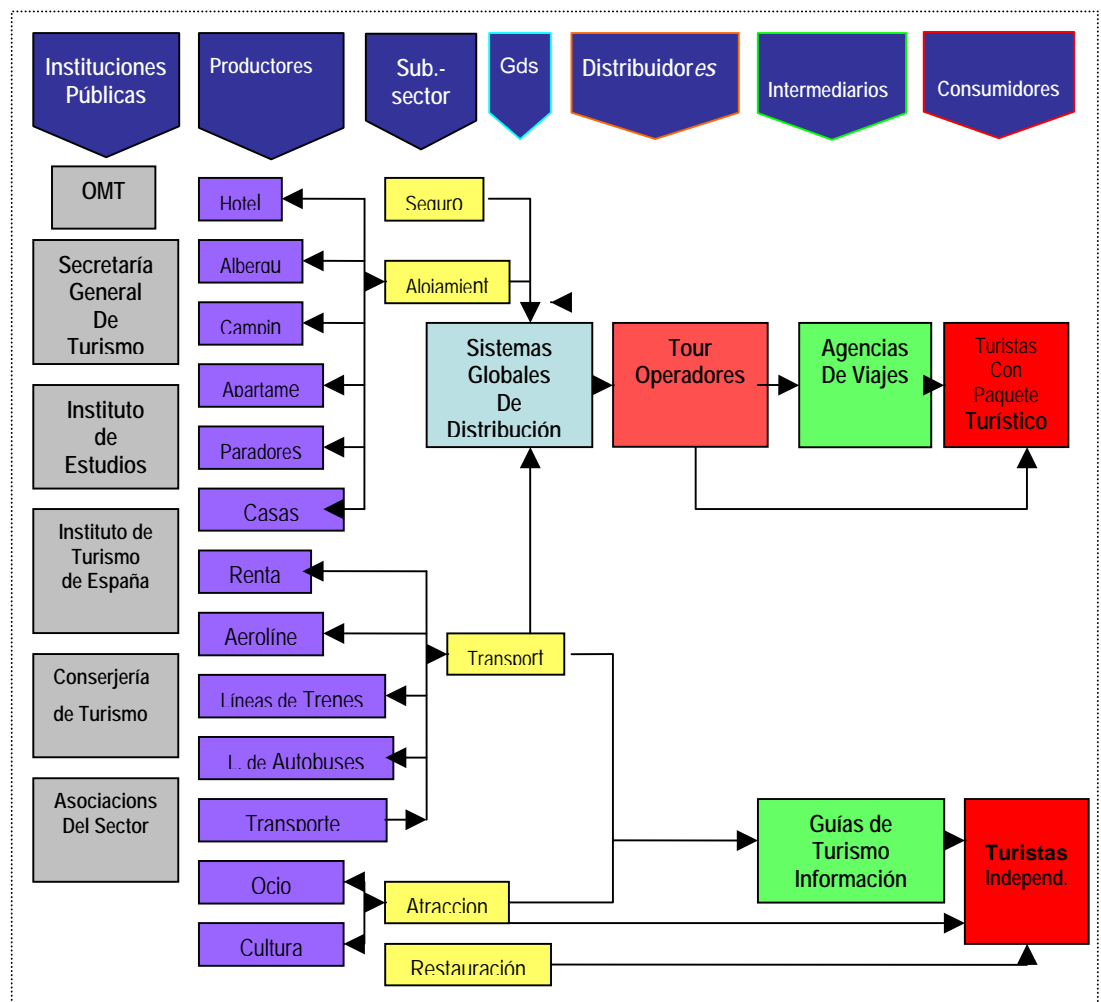 Instituciones
Públicas
Productores
Sub.-
sector
Gds
Distribuidores
Intermediarios
Consumidores
OMT
Secretaría
General
De
Turismo
Instituto
de
Estudios
Instituto de
Turismo
de España
Conserjería
de Turismo
Asociacions
Del Sector
Hotel
Albergu
Campin
Apartame
Paradores
Casas
Renta
Aerolíne
Líneas de Trenes
L. de Autobuses
Transporte
Ocio
Cultura
Seguro
Alojamient
Transport
Atraccion
Restauración
Sistemas
Globales
De
Distribución
Tour
Operadores
Agencias
De Viajes
Turistas
Con
Paquete
Turístico
Guías de
Turismo
Información
Turistas
Independ.